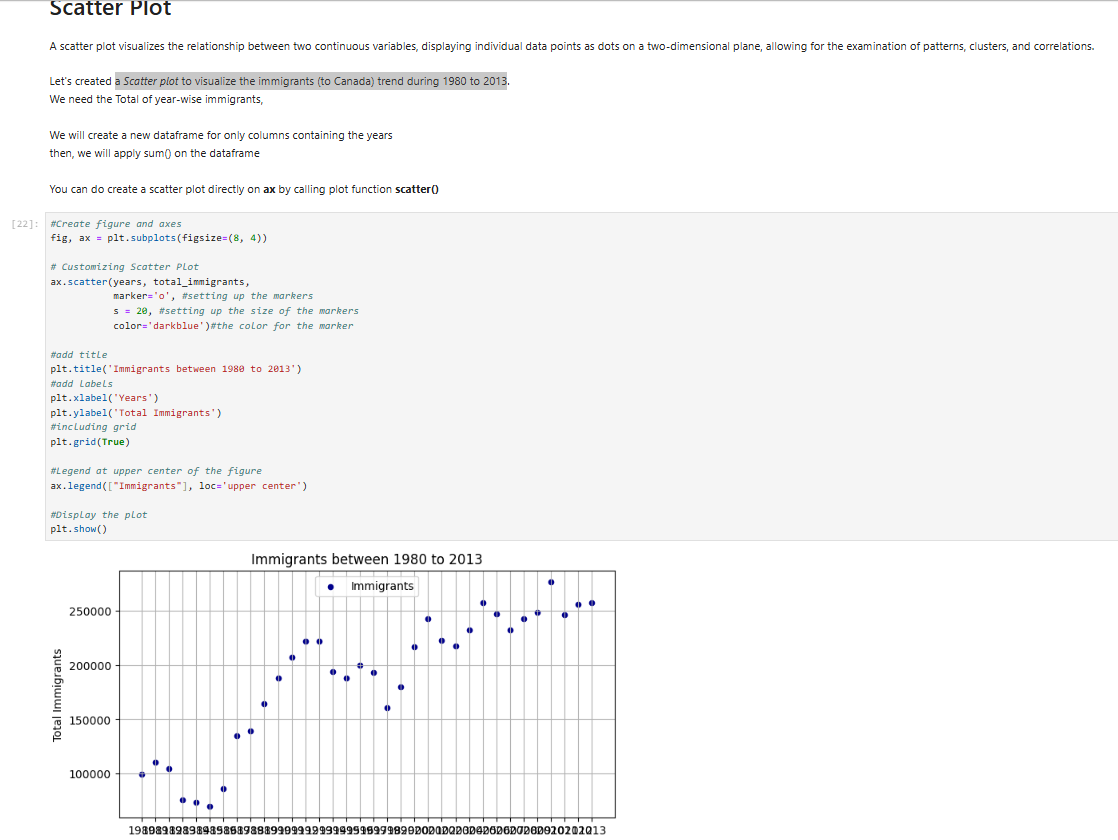 Scatter Plot
A scatter plot visualizes the relationship between two continuous variables, displaying individual data points as dots on a two-dimensional plane, allowing for the examination of patterns, clusters, and correlations.
Let's created a Scatter plot to visualize the immigrants (to Canada) trend during 1980 to 2013.
We need the Total of year-wise immigrants,
We will create a new dataframe for only columns containing the years
then, we will apply sum() on the dataframe
You can do create a scatter plot directly on ax by calling plot function scatter()
[22]:
#Create figure and axes
fig, ax = plt.subplots(figsize=(8, 4))
# Customizing Scatter Plot
ax.scatter(years, total_immigrants,
marker='o', #setting up the markers
s = 20, #setting up the size of the markers
color='darkblue')#the color for the marker
#add title
plt.title('Immigrants between 1980 to 2013')
#add labels
plt.xlabel('Years')
plt.ylabel('Total Immigrants')
#including grid
plt.grid(True)
#Legend at upper center of the figure
ax.legend(["Immigrants"], loc='upper center')
#Display the plot
plt.show()
Immigrants between 1980 to 2013
Immigrants
250000
200000
150000
100000
Total Immigrants